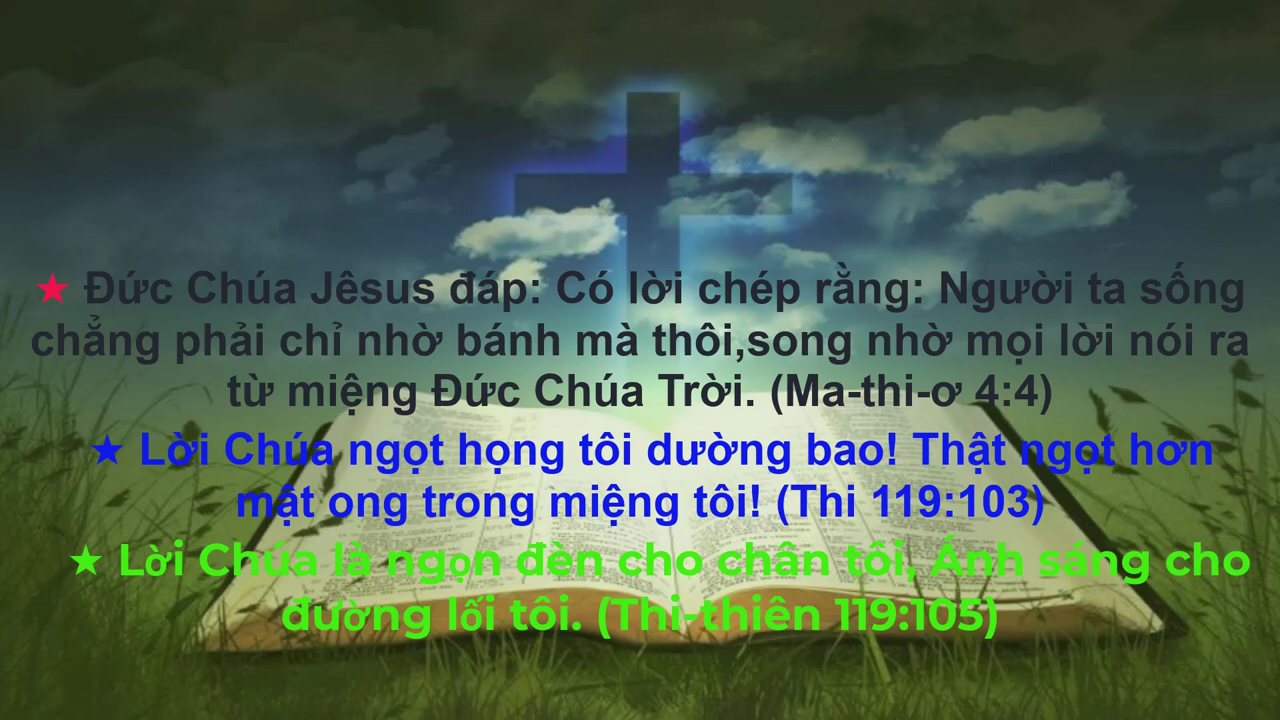 ★ Đức Chúa Jêsus đáp: Có lời chép rằng: Người ta sống
chẳng phải chỉ nhờ bánh mà thôi,song nhờ mọi lời nói ra
từ miệng Đức Chúa Trời. (Ma-thi-ơ 4:4)
★ Lời Chúa ngọt họng tôi dường bao! Thật ngọt hơn
mật ong trong miệng tôi! (Thi 119:103)
★ Lời Chúa là ngọn đèn cho chân tôi, Ánh sáng cho
đường lối tôi. (Thi-thiên 119:105)